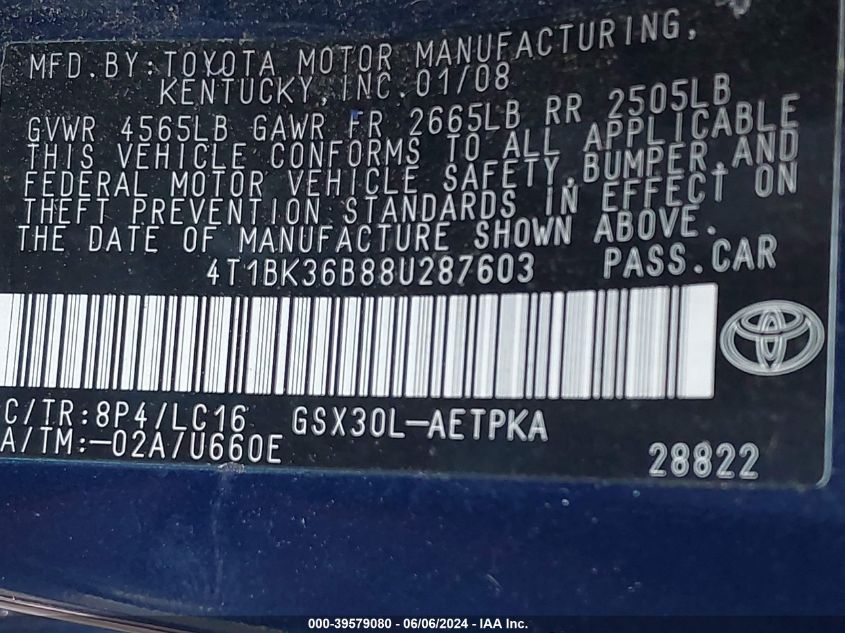 MFD.BY:TOYOTA MOTOR MANUFACTURING,
KENTUCKY,INC.01/08
GVWR 4565LB GAWR FR 2665LB RR 2505LB
THIS VEHICLE CONFORMS TO ALL APPLICABLE
FEDERAL MOTOR VEHICLE SAFETY,BUMPER,AND
THEFT PREVENTION STANDARDS IN EFFECT ON
THE DATE OF MANUFACTURE SHOWN ABOVE.
4T1BK36B88U287603 PASS.CAR
C/TR:8P4/LC16 GSX30L-AETPKA
A/TM:-02A/U660E
28822
000-39579080 - 06/06/2024 - IAA Inc.